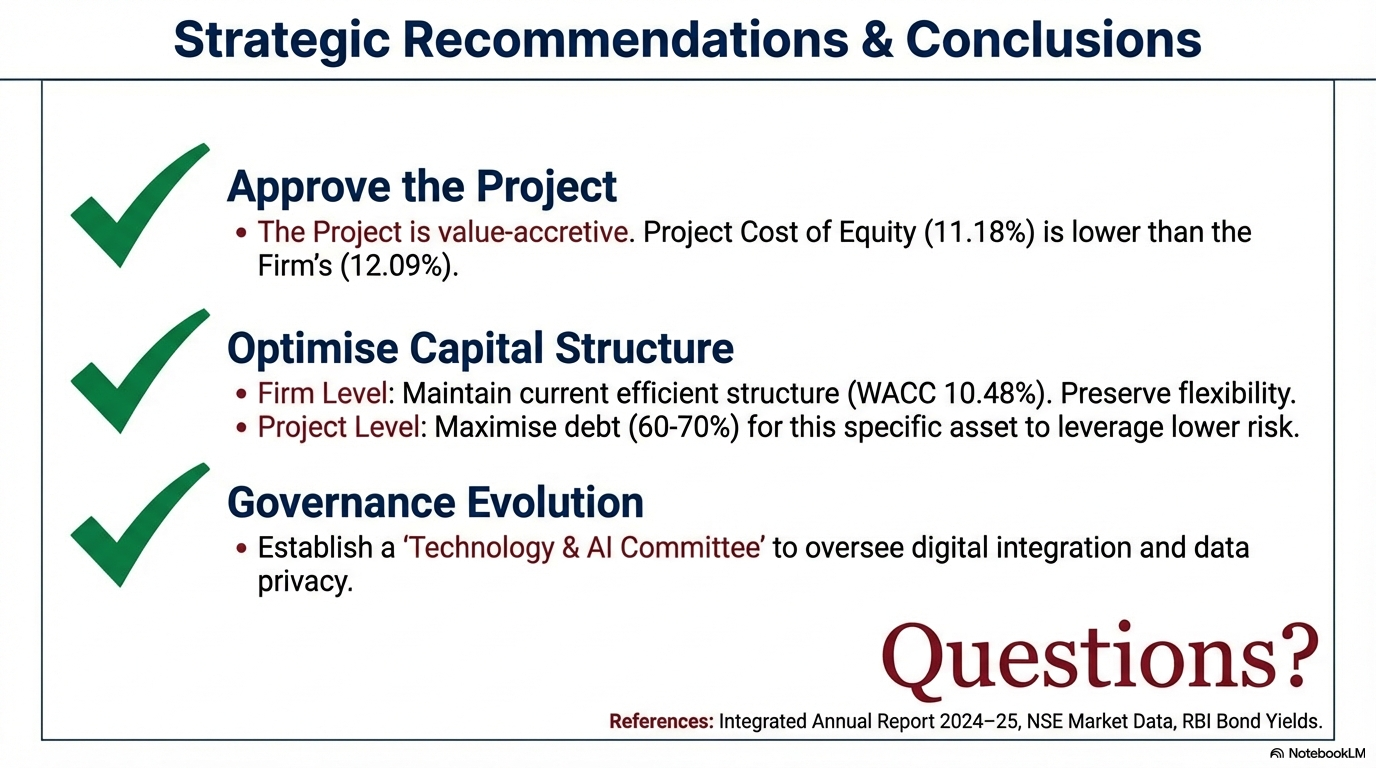 Strategic Recommendations & Conclusions
Approve the Project
• The Project is value-accretive. Project Cost of Equity (11.18%) is lower than the
Firm’s (12.09%).
Optimise Capital Structure
• Firm Level: Maintain current efficient structure (WACC 10.48%). Preserve flexibility.
• Project Level: Maximise debt (60-70%) for this specific asset to leverage lower risk.
Governance Evolution
• Establish a ‘Technology & AI Committee’ to oversee digital integration and data
privacy.
Questions?
References: Integrated Annual Report 2024–25, NSE Market Data, RBI Bond Yields.
NotebookLM